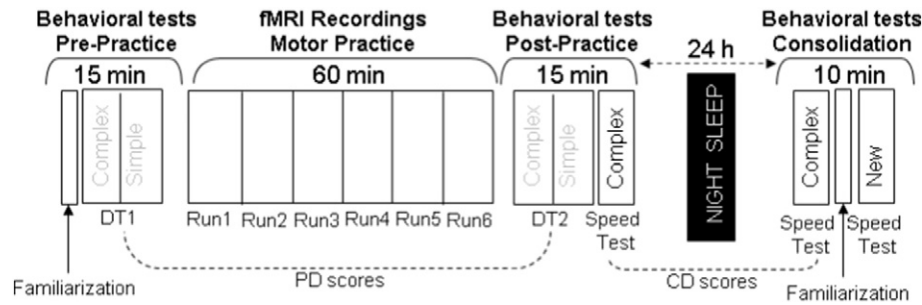 Behavioral tests
Pre-Practice
15 min
fMRI Recordings
Motor Practice
60 min
Behavioral tests
Post-Practice
15 min
24 h
Behavioral tests
Consolidation
10 min
Complex
Simple
Complex
Simple
Complex
NIGHT SLEEP
Complex
New
DT1
Run1 Run2 Run3 Run4 Run5 Run6
DT2
Speed
Test
Speed
Test
Speed
Test
PD scores
CD scores
Familiarization
Familiarization